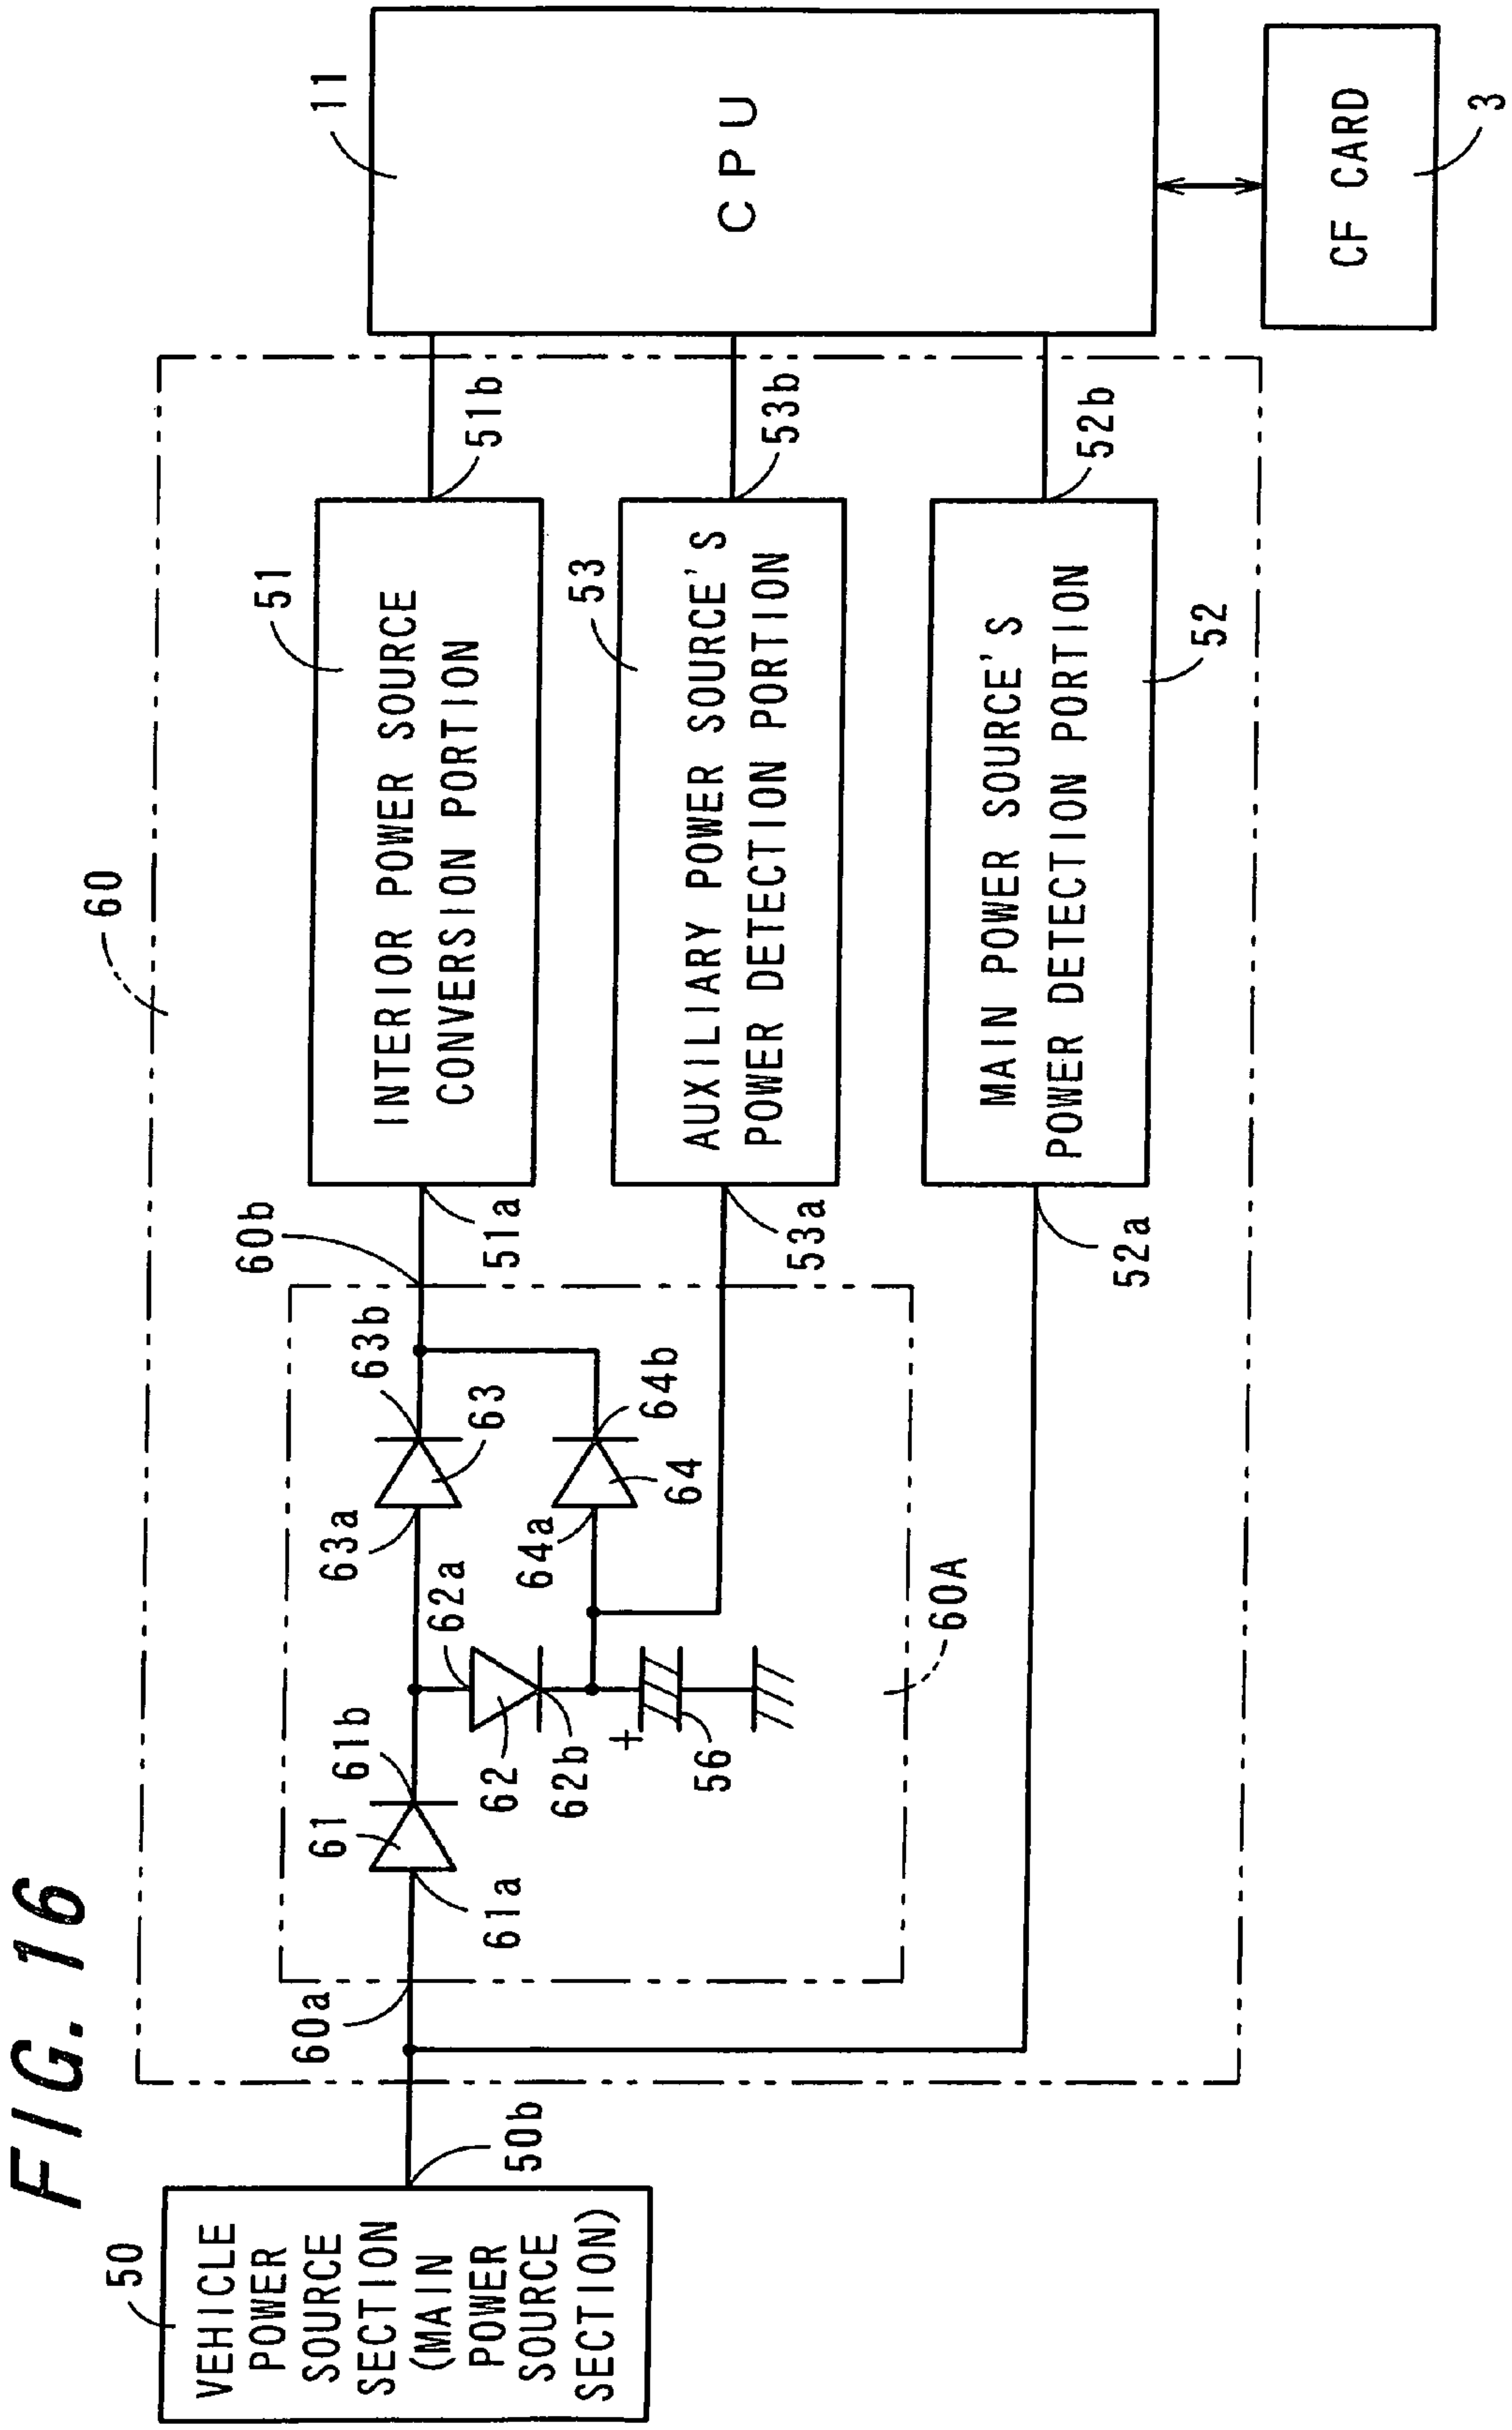 FIG. 16
50
VEHICLE
POWER
SOURCE
SECTION
(MAIN
POWER
SOURCE
SECTION)
50b
60
60a
61a
61
61b
62a
62
62b
56
+
63a
63
63b
64a
64
64b
60A
60b
51a
51
INTERIOR POWER SOURCE
CONVERSION PORTION
51b
53a
53
AUXILIARY POWER SOURCE'S
POWER DETECTION PORTION
53b
52a
52
MAIN POWER SOURCE'S
POWER DETECTION PORTION
52b
11
CPU
CF CARD
3